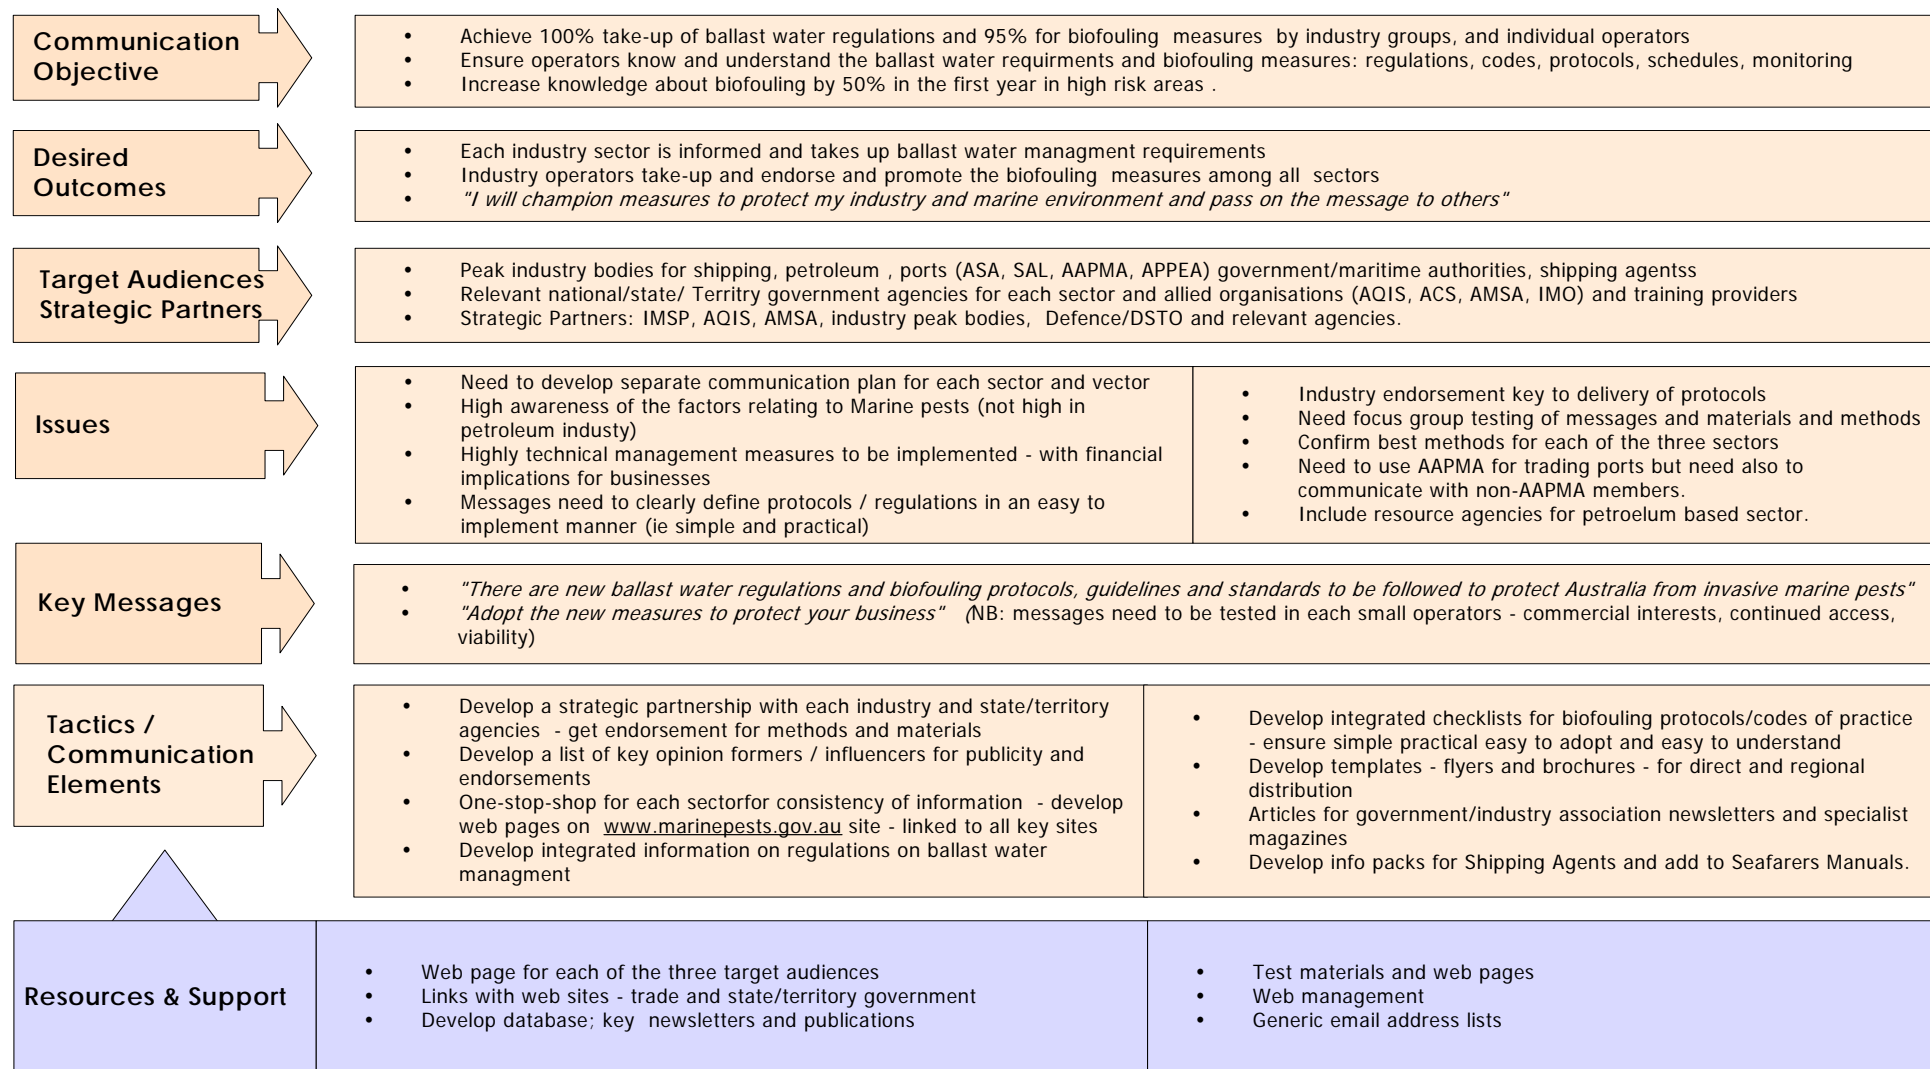 Communication
Objective
• Achieve 100% take-up of ballast water regulations and 95% for biofouling measures by industry groups, and individual operators
• Ensure operators know and understand the ballast water requirments and biofouling measures: regulations, codes, protocols, schedules, monitoring
• Increase knowledge about biofouling by 50% in the first year in high risk areas .
Desired
Outcomes
• Each industry sector is informed and takes up ballast water managment requirements
• Industry operators take-up and endorse and promote the biofouling measures among all sectors
• "I will champion measures to protect my industry and marine environment and pass on the message to others"
Target Audiences
Strategic Partners
• Peak industry bodies for shipping, petroleum , ports (ASA, SAL, AAPMA, APPEA) government/maritime authorities, shipping agentss
• Relevant national/state/ Territry government agencies for each sector and allied organisations (AQIS, ACS, AMSA, IMO) and training providers
• Strategic Partners: IMSP, AQIS, AMSA, industry peak bodies, Defence/DSTO and relevant agencies.
Issues
• Need to develop separate communication plan for each sector and vector
• High awareness of the factors relating to Marine pests (not high in
petroleum industy)
• Highly technical management measures to be implemented - with financial
implications for businesses
• Messages need to clearly define protocols / regulations in an easy to
implement manner (ie simple and practical)
• Industry endorsement key to delivery of protocols
• Need focus group testing of messages and materials and methods
• Confirm best methods for each of the three sectors
• Need to use AAPMA for trading ports but need also to
communicate with non-AAPMA members.
• Include resource agencies for petroelum based sector.
Key Messages
• "There are new ballast water regulations and biofouling protocols, guidelines and standards to be followed to protect Australia from invasive marine pests"
• "Adopt the new measures to protect your business" (NB: messages need to be tested in each small operators - commercial interests, continued access,
viability)
Tactics /
Communication
Elements
• Develop a strategic partnership with each industry and state/territory
agencies - get endorsement for methods and materials
• Develop a list of key opinion formers / influencers for publicity and
endorsements
• One-stop-shop for each sectorfor consistency of information - develop
web pages on www.marinepests.gov.au site - linked to all key sites
• Develop integrated information on regulations on ballast water
managment
• Develop integrated checklists for biofouling protocols/codes of practice
- ensure simple practical easy to adopt and easy to understand
• Develop templates - flyers and brochures - for direct and regional
distribution
• Articles for government/industry association newsletters and specialist
magazines
• Develop info packs for Shipping Agents and add to Seafarers Manuals.
Resources & Support
• Web page for each of the three target audiences
• Links with web sites - trade and state/territory government
• Develop database; key newsletters and publications
• Test materials and web pages
• Web management
• Generic email address lists